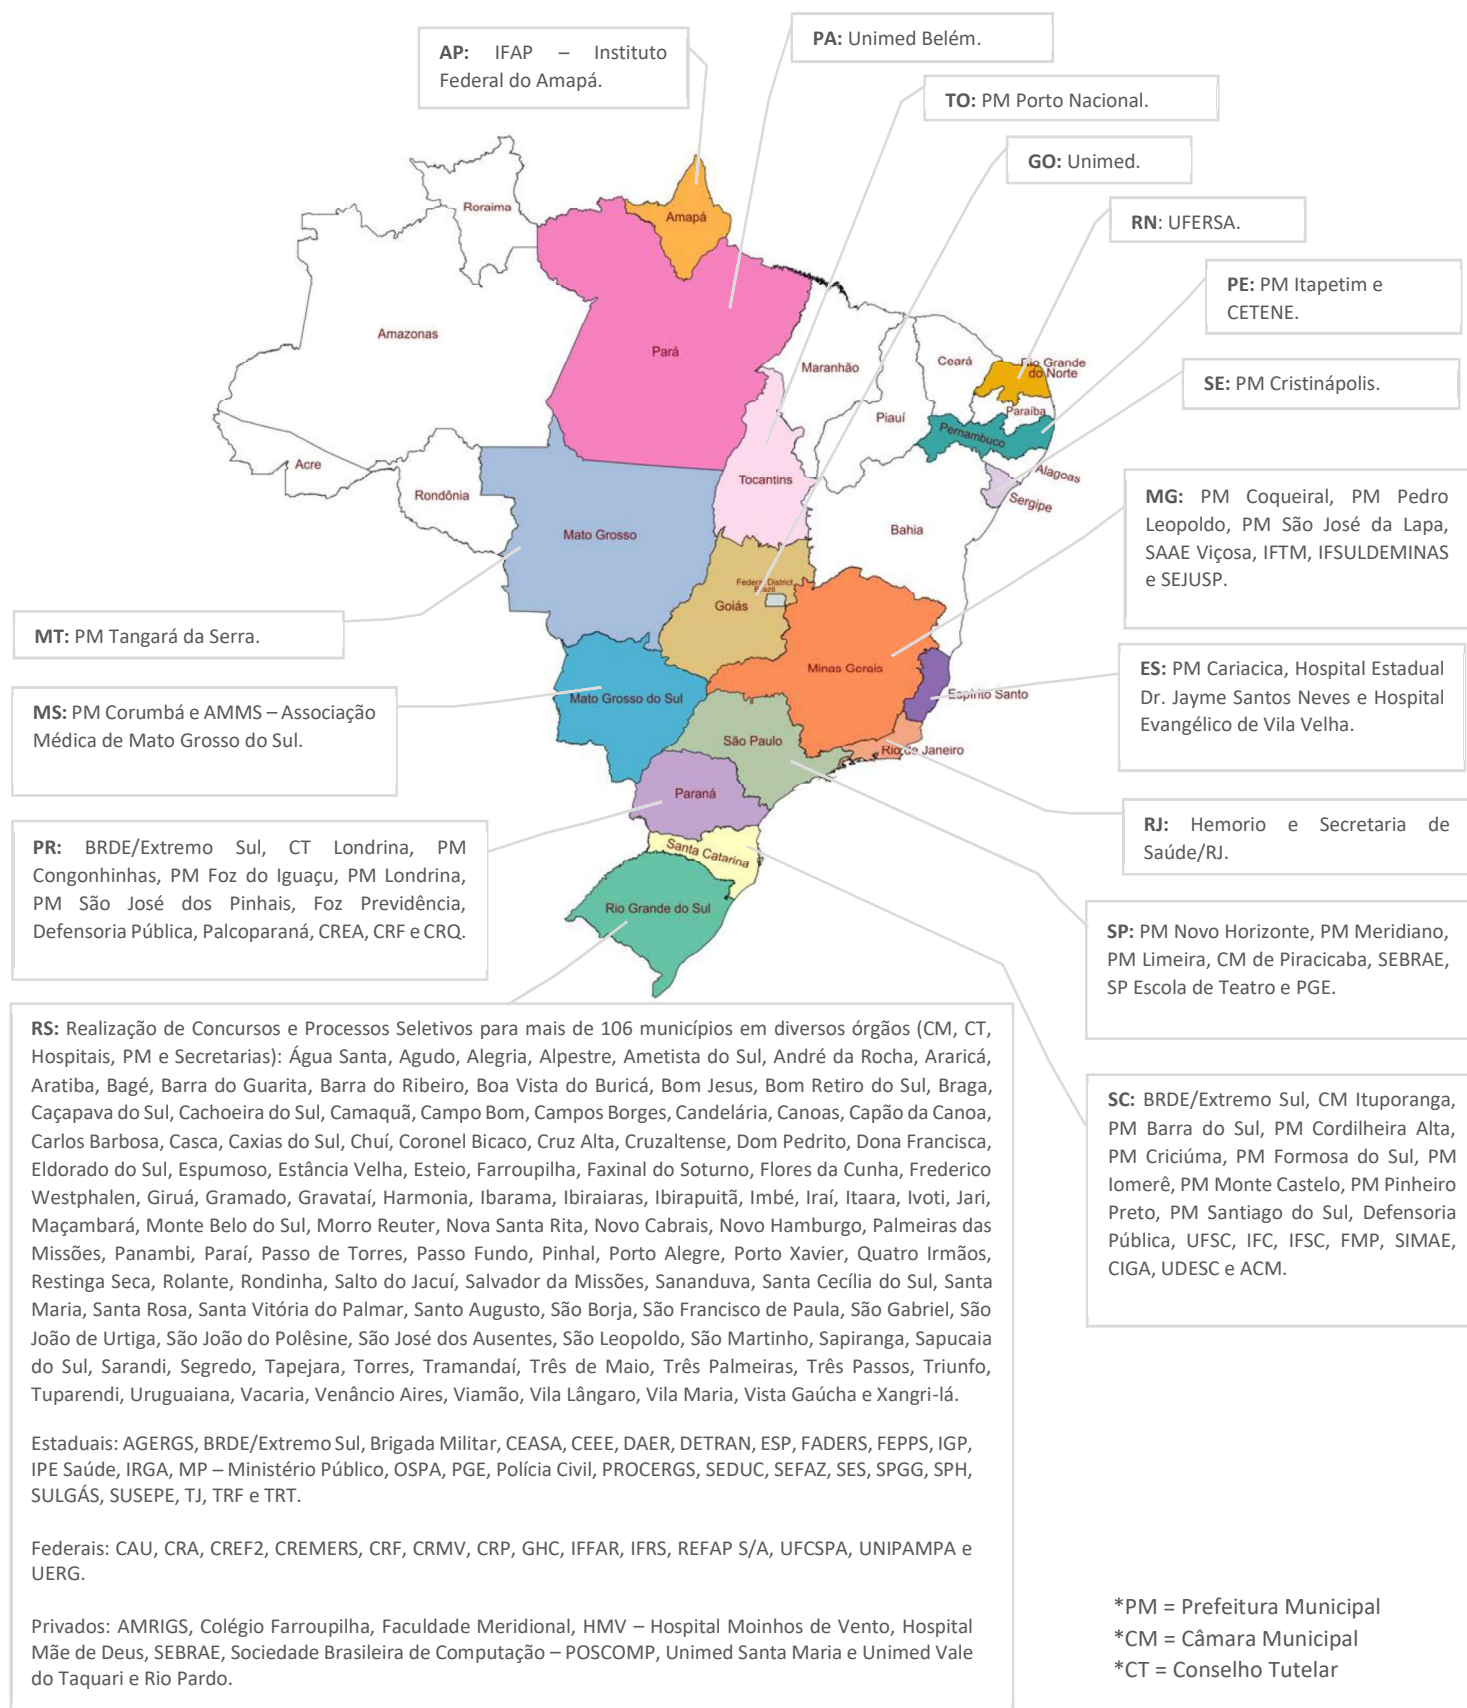 AP: IFAP – Instituto
Federal do Amapá.
PA: Unimed Belém.
TO: PM Porto Nacional.
GO: Unimed.
RN: UFERSA.
PE: PM Itapetim e
CETENE.
SE: PM Cristinápolis.
MG: PM Coqueiral, PM Pedro
Leopoldo, PM São José da Lapa,
SAAE Viçosa, IFTM, IFSULDEMINAS
e SEJUSP.
ES: PM Cariacica, Hospital Estadual
Dr. Jayme Santos Neves e Hospital
Evangélico de Vila Velha.
RJ: Hemorio e Secretaria de
Saúde/RJ.
SP: PM Novo Horizonte, PM Meridiano,
PM Limeira, CM de Piracicaba, SEBRAE,
SP Escola de Teatro e PGE.
SC: BRDE/Extremo Sul, CM Ituporanga,
PM Barra do Sul, PM Cordilheira Alta,
PM Criciúma, PM Formosa do Sul, PM
Iomerê, PM Monte Castelo, PM Pinheiro
Preto, PM Santiago do Sul, Defensoria
Pública, UFSC, IFC, IFSC, FMP, SIMAE,
CIGA, UDESC e ACM.
MT: PM Tangará da Serra.
MS: PM Corumbá e AMMS – Associação
Médica de Mato Grosso do Sul.
PR: BRDE/Extremo Sul, CT Londrina, PM
Congonhinhas, PM Foz do Iguaçu, PM Londrina,
PM São José dos Pinhais, Foz Previdência,
Defensoria Pública, Palcoparaná, CREA, CRF e CRQ.
Roraima
Amapá
Amazonas
Pará
Maranhão
Ceará
Rio Grande
do Norte
Paraíba
Piauí
Pernambuco
Alagoas
Sergipe
Acre
Rondônia
Tocantins
Bahia
Mato Grosso
Federal District
Brazil
Goiás
Minas Gerais
Espírito Santo
Mato Grosso do Sul
São Paulo
Rio de Janeiro
Paraná
Santa Catarina
Rio Grande do Sul
RS: Realização de Concursos e Processos Seletivos para mais de 106 municípios em diversos órgãos (CM, CT,
Hospitais, PM e Secretarias): Água Santa, Agudo, Alegria, Alpestre, Ametista do Sul, André da Rocha, Araricá,
Aratiba, Bagé, Barra do Guarita, Barra do Ribeiro, Boa Vista do Buricá, Bom Jesus, Bom Retiro do Sul, Braga,
Caçapava do Sul, Cachoeira do Sul, Camaquã, Campo Bom, Campos Borges, Candelária, Canoas, Capão da Canoa,
Carlos Barbosa, Casca, Caxias do Sul, Chuí, Coronel Bicaco, Cruz Alta, Cruzaltense, Dom Pedrito, Dona Francisca,
Eldorado do Sul, Espumoso, Estância Velha, Esteio, Farroupilha, Faxinal do Soturno, Flores da Cunha, Frederico
Westphalen, Giruá, Gramado, Gravataí, Harmonia, Ibarama, Ibiraiaras, Ibirapuitã, Imbé, Iraí, Itaara, Ivoti, Jari,
Maçambará, Monte Belo do Sul, Morro Reuter, Nova Santa Rita, Novo Cabrais, Novo Hamburgo, Palmeiras das
Missões, Panambi, Paraí, Passo de Torres, Passo Fundo, Pinhal, Porto Alegre, Porto Xavier, Quatro Irmãos,
Restinga Seca, Rolante, Rondinha, Salto do Jacuí, Salvador da Missões, Sananduva, Santa Cecília do Sul, Santa
Maria, Santa Rosa, Santa Vitória do Palmar, Santo Augusto, São Borja, São Francisco de Paula, São Gabriel, São
João de Urtiga, São João do Polêsine, São José dos Ausentes, São Leopoldo, São Martinho, Sapiranga, Sapucaia
do Sul, Sarandi, Segredo, Tapejara, Torres, Tramandaí, Três de Maio, Três Palmeiras, Três Passos, Triunfo,
Tuparendi, Uruguaiana, Vacaria, Venâncio Aires, Viamão, Vila Lângaro, Vila Maria, Vista Gaúcha e Xangri-lá.
Estaduais: AGERGS, BRDE/Extremo Sul, Brigada Militar, CEASA, CEEE, DAER, DETRAN, ESP, FADERS, FEPPS, IGP,
IPE Saúde, IRGA, MP – Ministério Público, OSPA, PGE, Polícia Civil, PROCERGS, SEDUC, SEFAZ, SES, SPGG, SPH,
SULGÁS, SUSEPE, TJ, TRF e TRT.
Federais: CAU, CRA, CREF2, CREMERS, CRF, CRMV, CRP, GHC, IFFAR, IFRS, REFAP S/A, UFCSPA, UNIPAMPA e
UERG.
Privados: AMRIGS, Colégio Farroupilha, Faculdade Meridional, HMV – Hospital Moinhos de Vento, Hospital
Mãe de Deus, SEBRAE, Sociedade Brasileira de Computação – POSCOMP, Unimed Santa Maria e Unimed Vale
do Taquari e Rio Pardo.
*PM = Prefeitura Municipal
*CM = Câmara Municipal
*CT = Conselho Tutelar